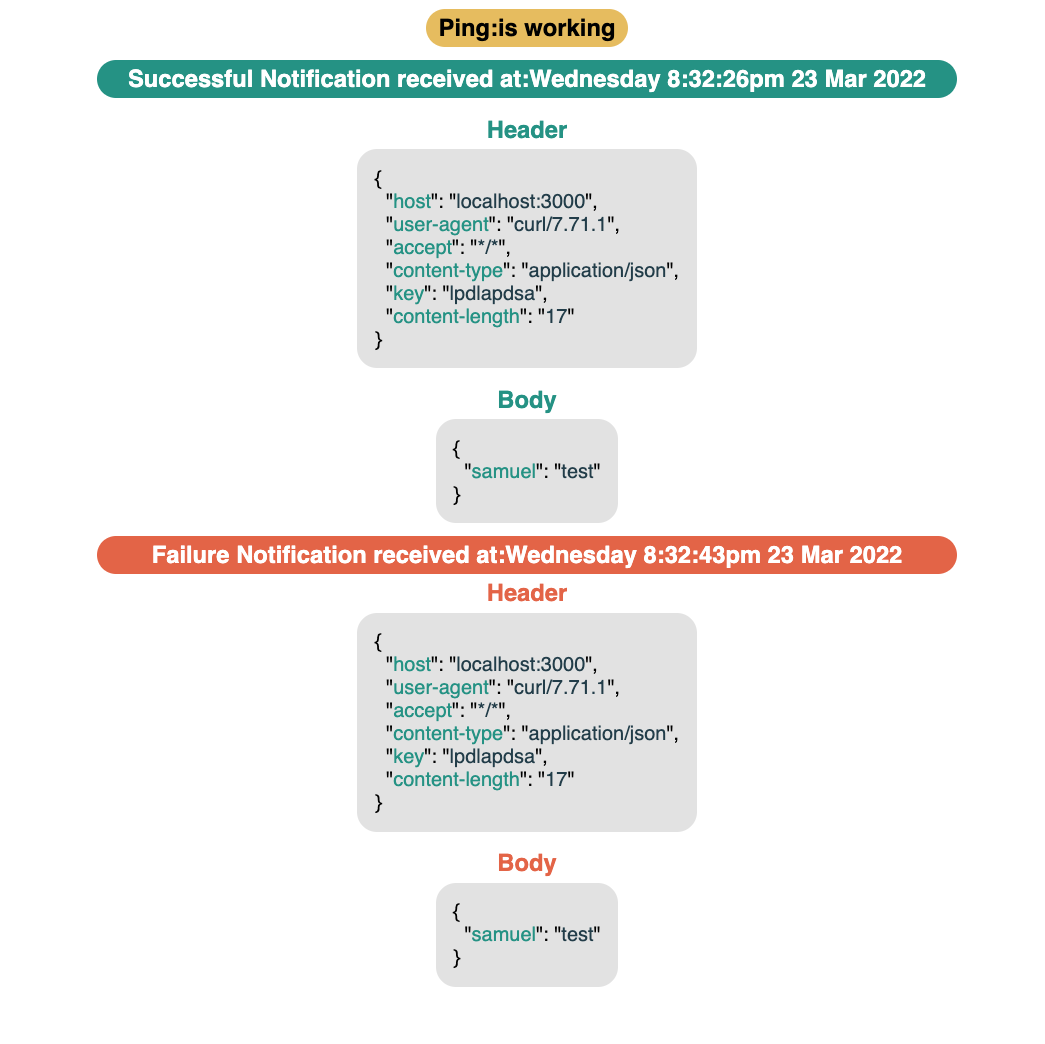 Ping:is working
Successful Notification received at:Wednesday 8:32:26pm 23 Mar 2022
Header
{
"host": "localhost:3000",
"user-agent": "curl/7.71.1",
"accept": "*/*",
"content-type": "application/json",
"key": "lpdlapdsa",
"content-length": "17"
}
Body
{
"samuel": "test"
}
Failure Notification received at:Wednesday 8:32:43pm 23 Mar 2022
Header
{
"host": "localhost:3000",
"user-agent": "curl/7.71.1",
"accept": "*/*",
"content-type": "application/json",
"key": "lpdlapdsa",
"content-length": "17"
}
Body
{
"samuel": "test"
}